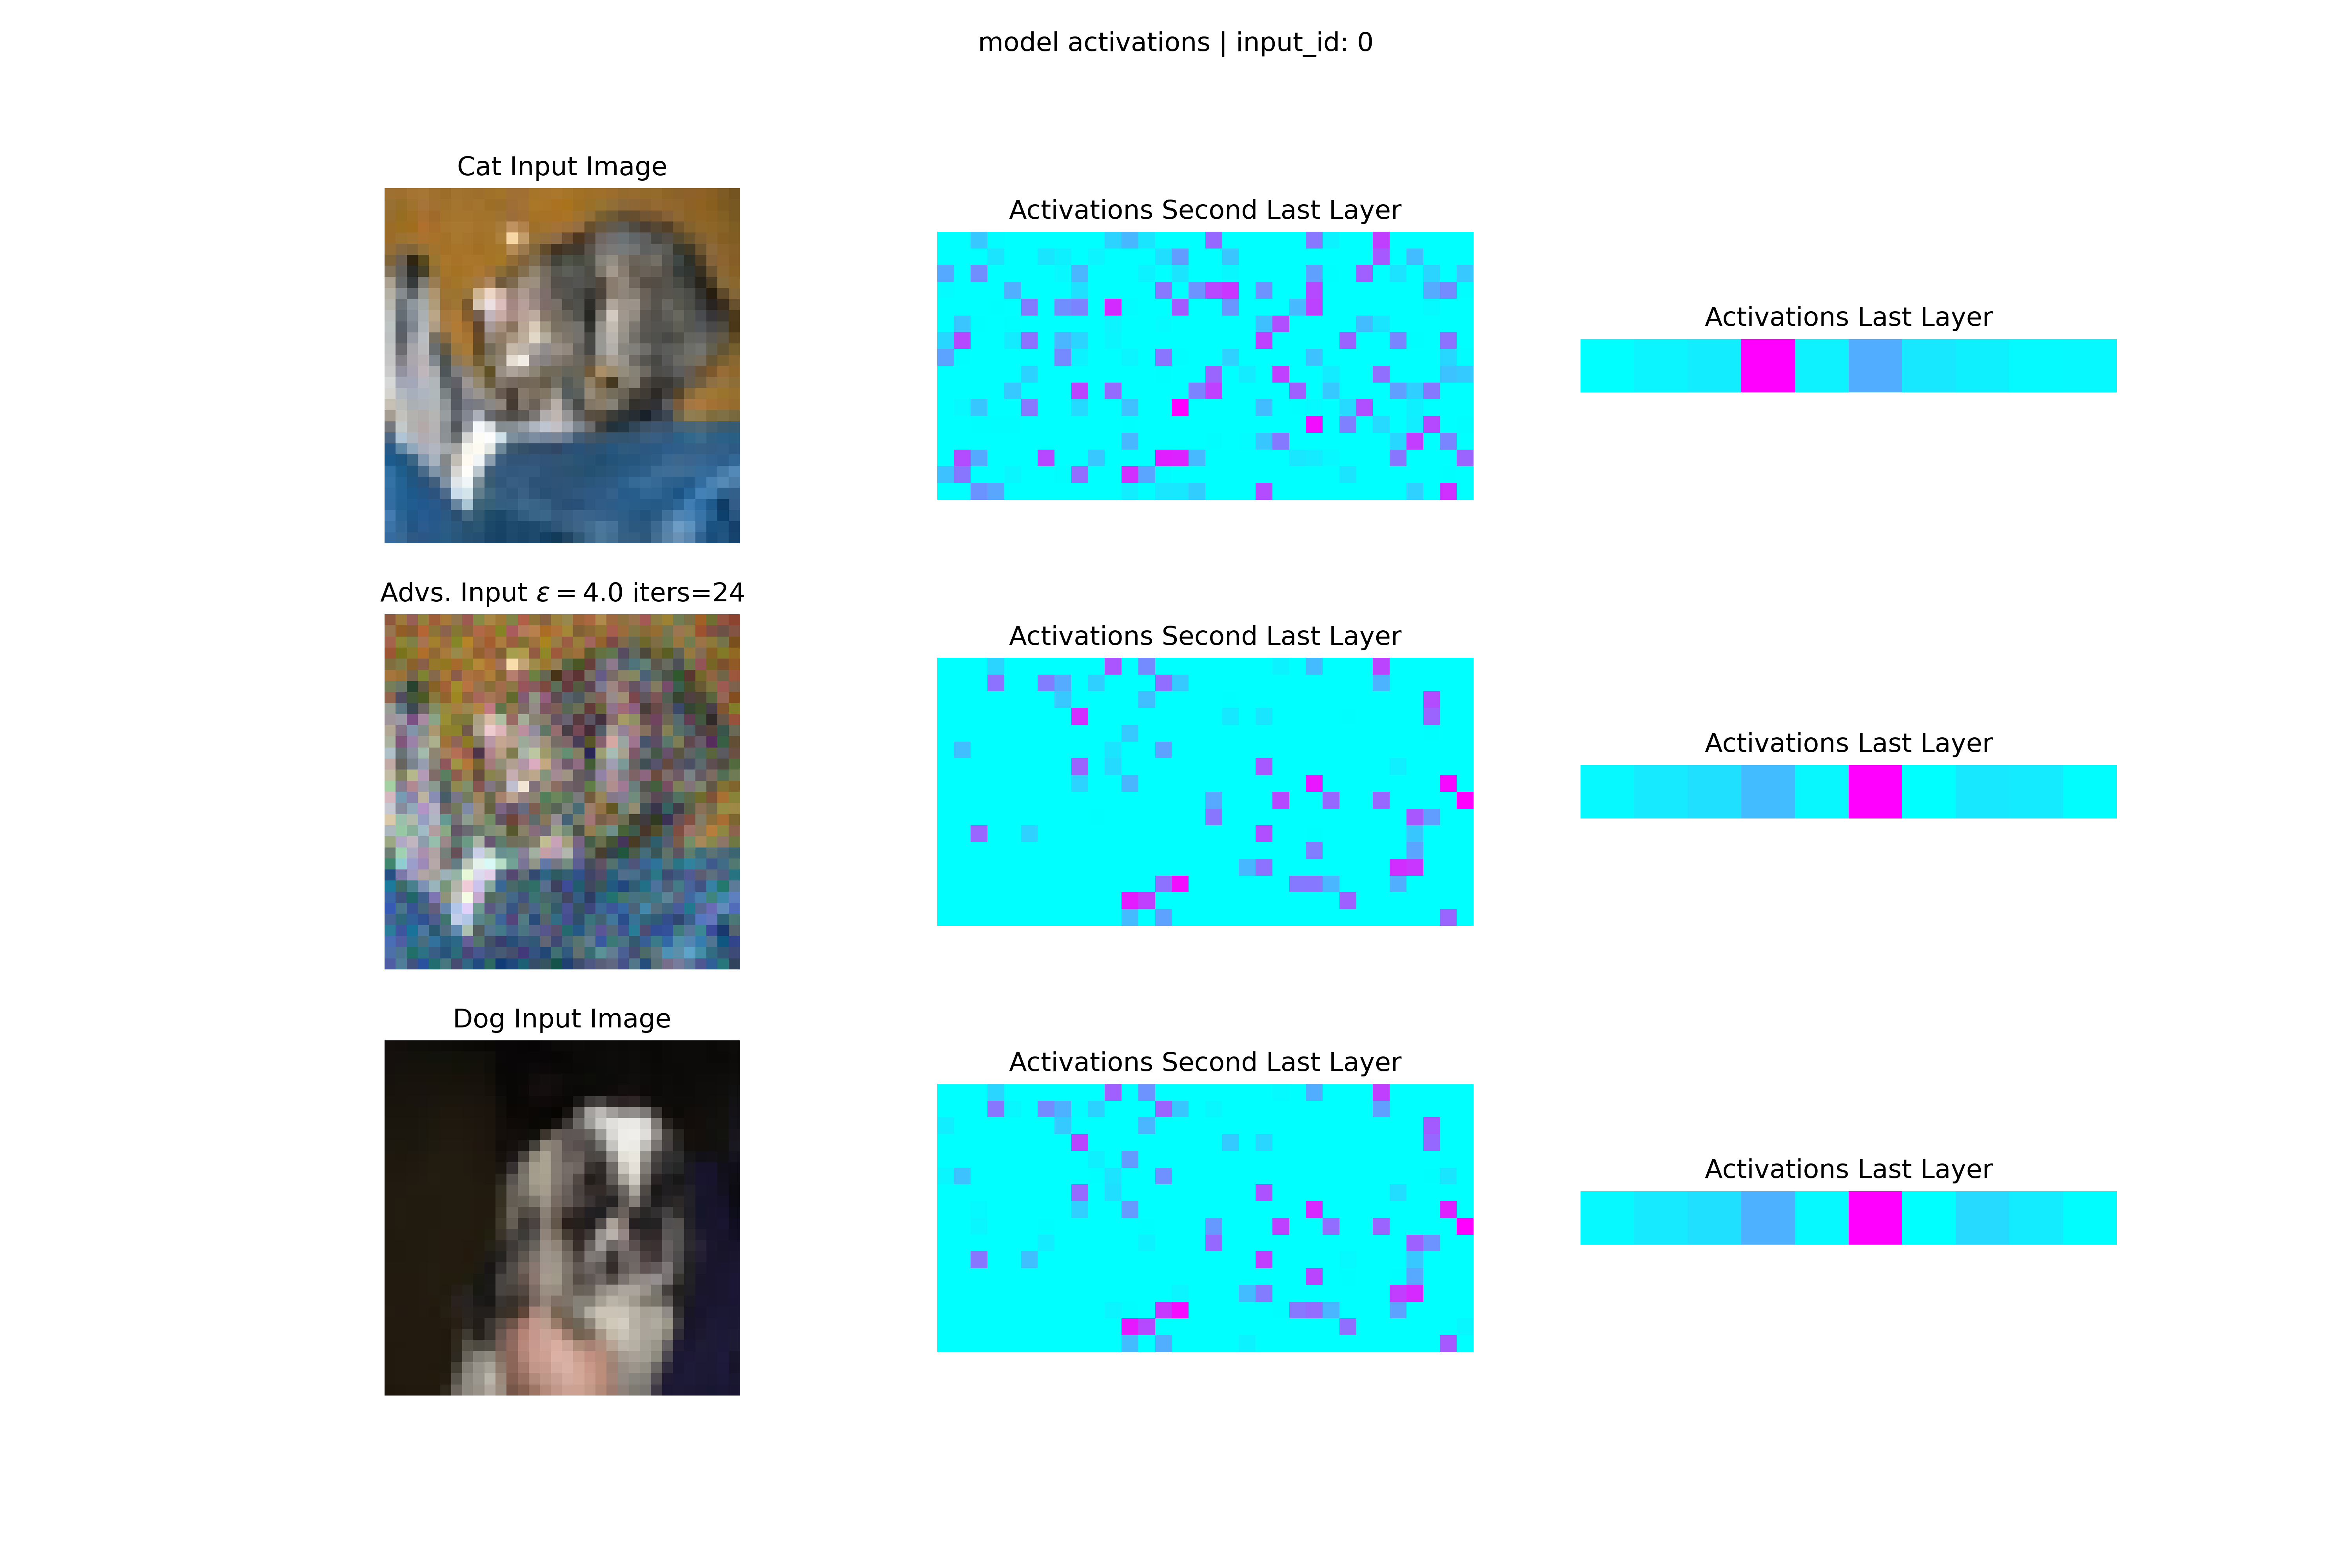 model activations | input_id: 0
Cat Input Image
Activations Second Last Layer
Activations Last Layer
Advs. Input ε = 4.0 iters=24
Activations Second Last Layer
Activations Last Layer
Dog Input Image
Activations Second Last Layer
Activations Last Layer